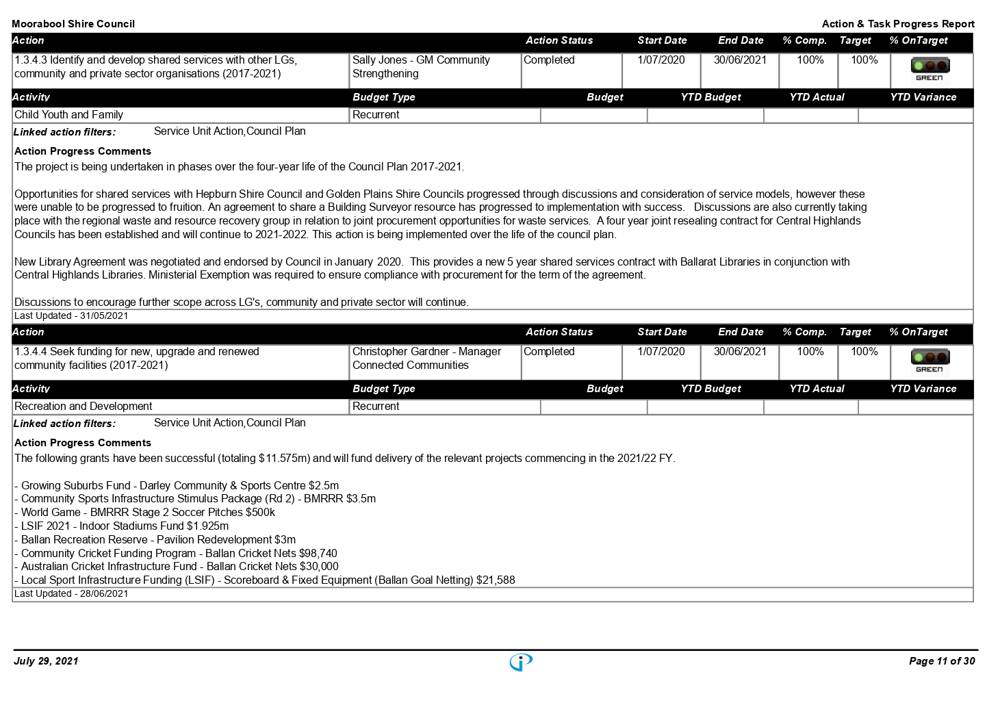 Moorabool Shire Council Action & Task Progress Report
Action Action Status Start Date End Date % Comp. Target % OnTarget
1.3.4.3 Identify and develop shared services with other LGs, Sally Jones - GM Community Completed 1/07/2020 30/06/2021 100% 100%
community and private sector organisations (2017-2021) Strengthening GREEN
Activity Budget Type Budget YTD Budget YTD Actual YTD Variance
Child Youth and Family Recurrent
Linked action filters: Service Unit Action,Council Plan
Action Progress Comments
The project is being undertaken in phases over the four-year life of the Council Plan 2017-2021.
Opportunities for shared services with Hepburn Shire Council and Golden Plains Shire Councils progressed through discussions and consideration of service models, however these
were unable to be progressed to fruition. An agreement to share a Building Surveyor resource has progressed to implementation with success. Discussions are also currently taking
place with the regional waste and resource recovery group in relation to joint procurement opportunities for waste services. A four year joint resealing contract for Central Highlands
Councils has been established and will continue to 2021-2022. This action is being implemented over the life of the council plan.
New Library Agreement was negotiated and endorsed by Council in January 2020. This provides a new 5 year shared services contract with Ballarat Libraries in conjunction with
Central Highlands Libraries. Ministerial Exemption was required to ensure compliance with procurement for the term of the agreement.
Discussions to encourage further scope across LG's, community and private sector will continue.
Last Updated - 31/05/2021
Action Action Status Start Date End Date % Comp. Target % OnTarget
1.3.4.4 Seek funding for new, upgrade and renewed Christopher Gardner - Manager Completed 1/07/2020 30/06/2021 100% 100%
community facilities (2017-2021) Connected Communities GREEN
Activity Budget Type Budget YTD Budget YTD Actual YTD Variance
Recreation and Development Recurrent
Linked action filters: Service Unit Action,Council Plan
Action Progress Comments
The following grants have been successful (totaling $11.575m) and will fund delivery of the relevant projects commencing in the 2021/22 FY.
- Growing Suburbs Fund - Darley Community & Sports Centre $2.5m
- Community Sports Infrastructure Stimulus Package (Rd 2) - BMRRR $3.5m
- World Game - BMRRR Stage 2 Soccer Pitches $500k
- LSIF 2021 - Indoor Stadiums Fund $1.925m
- Ballan Recreation Reserve - Pavilion Redevelopment $3m
- Community Cricket Funding Program - Ballan Cricket Nets $98,740
- Australian Cricket Infrastructure Fund - Ballan Cricket Nets $30,000
- Local Sport Infrastructure Funding (LSIF) - Scoreboard & Fixed Equipment (Ballan Goal Netting) $21,588
Last Updated - 28/06/2021
July 29, 2021 Page 11 of 30